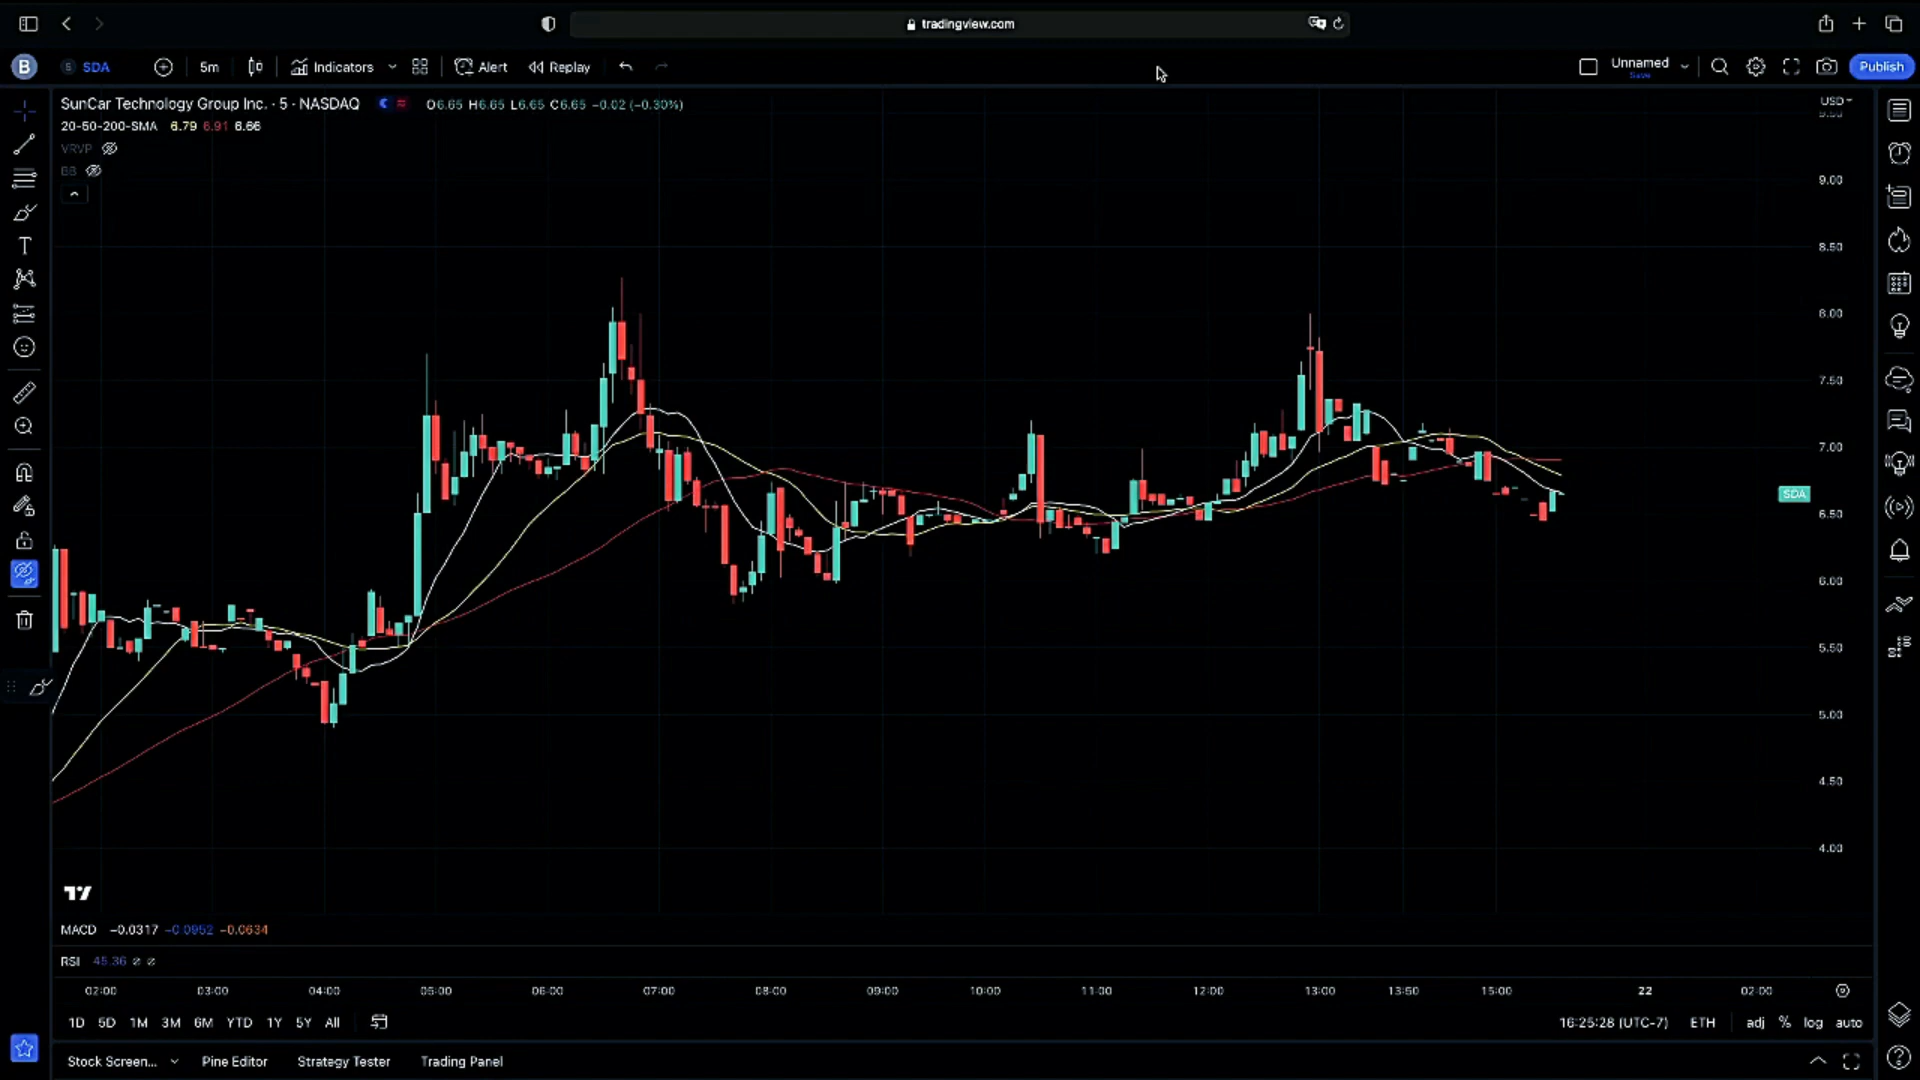 tradingview.com
B SDA 5m Indicators Alert Replay Unnamed Save Publish
SunCar Technology Group Inc. · 5 · NASDAQ O6.65 H6.65 L6.65 C6.65 −0.02 (−0.30%)
20-50-200-SMA 6.79 6.91 6.66
VRVP
BB
USD
9.50
9.00
8.50
8.00
7.50
7.00
SDA
6.50
6.00
5.50
5.00
4.50
4.00
MACD −0.0317 −0.0952 −0.0634
RSI 45.36
02:00 03:00 04:00 05:00 06:00 07:00 08:00 09:00 10:00 11:00 12:00 13:00 13:50 15:00 22 02:00
1D 5D 1M 3M 6M YTD 1Y 5Y All 16:25:28 (UTC-7) ETH adj % log auto
Stock Screen... Pine Editor Strategy Tester Trading Panel